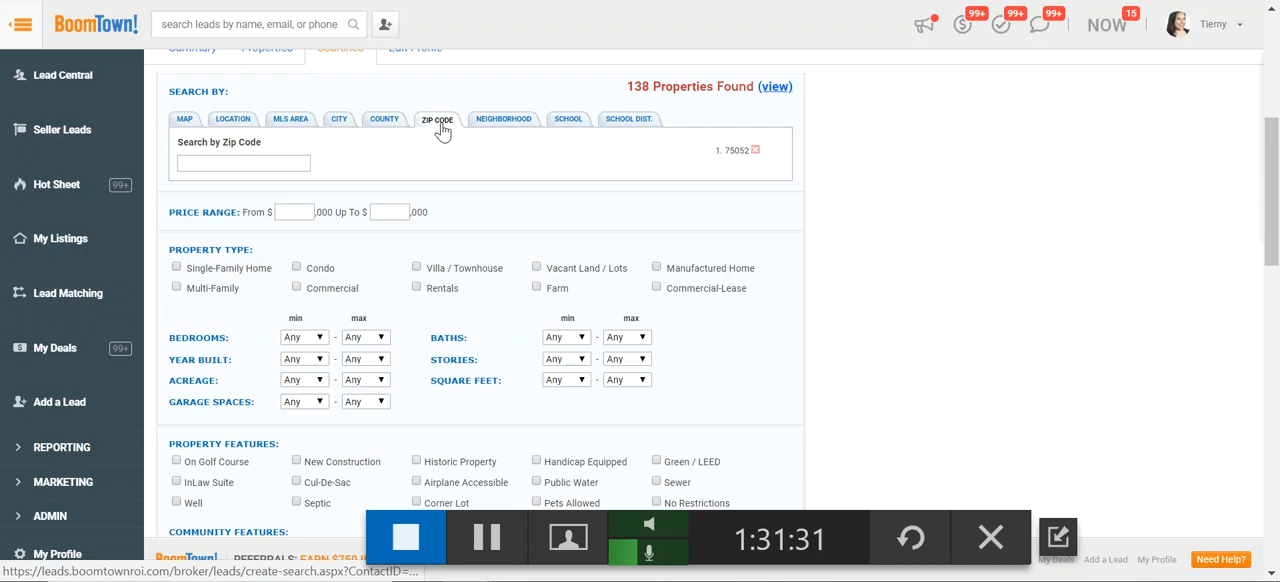 BOOMTOWN!
search leads by name, email, or phone
99+
99+
99+
NOW
15
Tierny
Lead Central
Seller Leads
Hot Sheet 99+
My Listings
Lead Matching
My Deals 99+
Add a Lead
REPORTING
MARKETING
ADMIN
My Profile
Summary Properties Searches Edit Profile
SEARCH BY:
138 Properties Found (view)
MAP LOCATION MLS AREA CITY COUNTY ZIP CODE NEIGHBORHOOD SCHOOL SCHOOL DIST.
Search by Zip Code
1. 75052
PRICE RANGE: From $ ,000 Up To $ ,000
PROPERTY TYPE:
Single-Family Home Condo Villa / Townhouse Vacant Land / Lots Manufactured Home
Multi-Family Commercial Rentals Farm Commercial-Lease
min max min max
BEDROOMS: Any - Any BATHS: Any - Any
YEAR BUILT: Any - Any STORIES: Any - Any
ACREAGE: Any - Any SQUARE FEET: Any - Any
GARAGE SPACES: Any - Any
PROPERTY FEATURES:
On Golf Course New Construction Historic Property Handicap Equipped Green / LEED
InLaw Suite Cul-De-Sac Airplane Accessible Public Water Sewer
Well Septic Corner Lot Pets Allowed No Restrictions
COMMUNITY FEATURES:
1:31:31
BoomTown! REFERRALS: EARN $750
My Deals Add a Lead My Profile Need Help?
https://leads.boomtownroi.com/broker/leads/create-search.aspx?ContactID=...